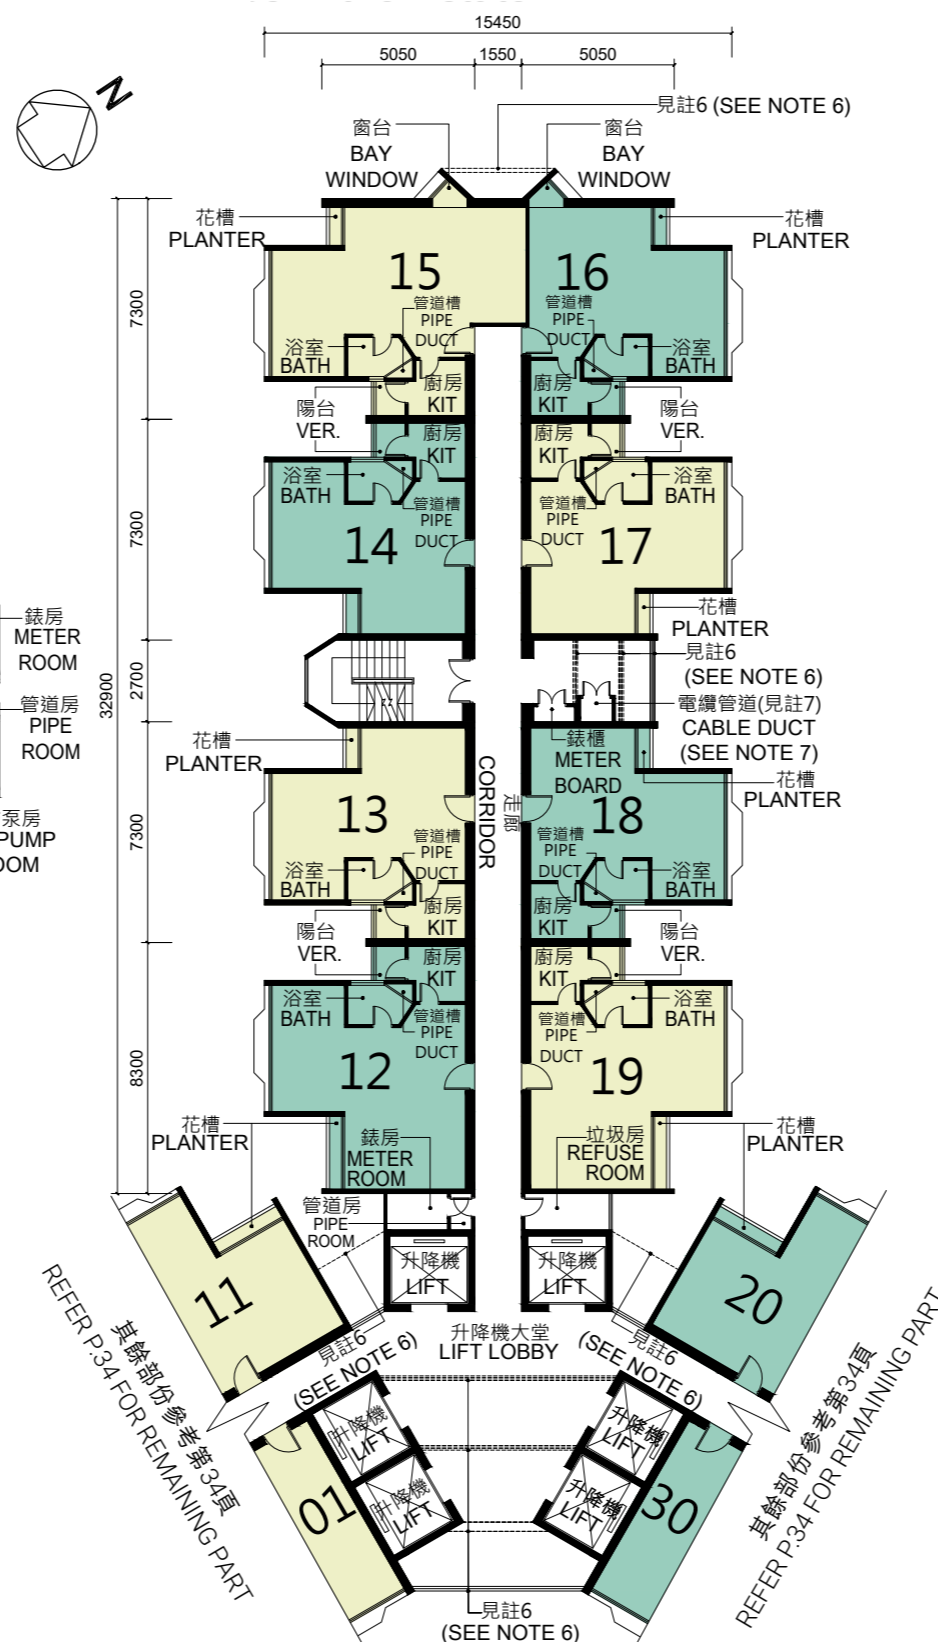 15450
5050
1550
5050
N
見註6 (SEE NOTE 6)
窗台
BAY
WINDOW
窗台
BAY
WINDOW
花槽
PLANTER
花槽
PLANTER
15
16
管道槽
PIPE
DUCT
管道槽
PIPE
DUCT
7300
浴室
BATH
浴室
BATH
廚房
KIT
廚房
KIT
陽台
VER.
陽台
VER.
廚房
KIT
廚房
KIT
浴室
BATH
浴室
BATH
管道槽
PIPE
DUCT
管道槽
PIPE
DUCT
7300
14
17
花槽
PLANTER
錶房
METER
ROOM
見註6
(SEE NOTE 6)
32900
2700
管道房
PIPE
ROOM
電纜管道(見註7)
CABLE DUCT
(SEE NOTE 7)
花槽
PLANTER
錶櫃
METER
BOARD
花槽
PLANTER
CORRIDOR
走廊
13
18
泵房
PUMP
OOM
7300
管道槽
PIPE
DUCT
管道槽
PIPE
DUCT
浴室
BATH
浴室
BATH
廚房
KIT
廚房
KIT
陽台
VER.
陽台
VER.
廚房
KIT
廚房
KIT
浴室
BATH
浴室
BATH
管道槽
PIPE
DUCT
管道槽
PIPE
DUCT
8300
12
19
花槽
PLANTER
花槽
PLANTER
錶房
METER
ROOM
垃圾房
REFUSE
ROOM
管道房
PIPE
ROOM
升降機
LIFT
升降機
LIFT
11
20
升降機大堂
LIFT LOBBY
見註6
(SEE NOTE 6)
見註6
(SEE NOTE 6)
其餘部份參考第34頁
REFER P.34 FOR REMAINING PART
其餘部份參考第34頁
REFER P.34 FOR REMAINING PART
升降機
LIFT
升降機
LIFT
升降機
LIFT
升降機
LIFT
01
30
見註6
(SEE NOTE 6)